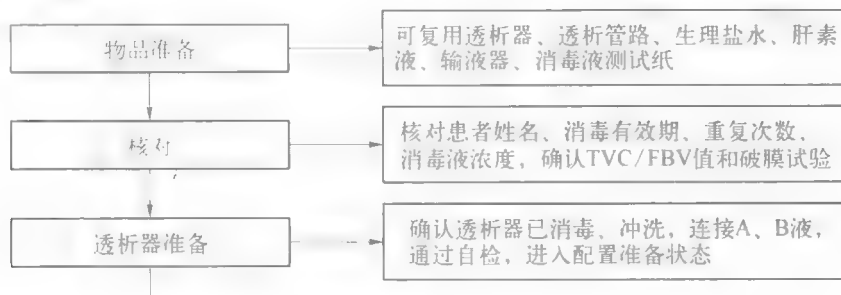 物品准备
可复用透析器、透析管路、生理盐水、肝素
液、输液器、消毒液测试纸
核对
核对患者姓名、消毒有效期、重复次数,
消毒液浓度,确认TVC/FBV值和破膜试验
透析器准备
确认透析器已消毒、冲洗,连接A、B液,
通过自检,进入配置准备状态